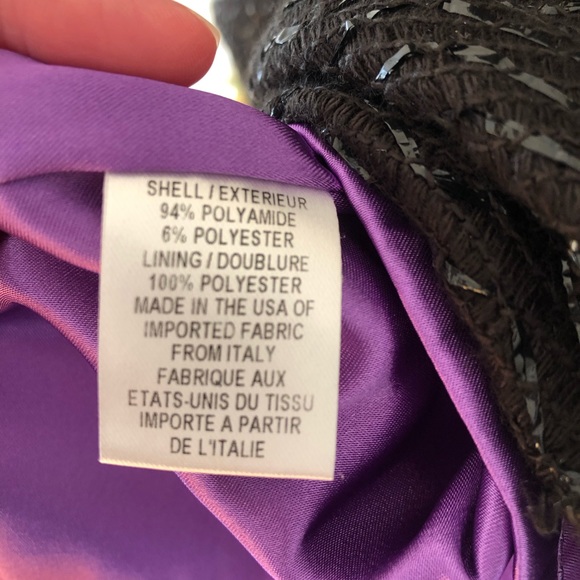 SHELL / EXTERIEUR
94% POLYAMIDE
6% POLYESTER
LINING / DOUBLURE
100% POLYESTER
MADE IN THE USA OF
IMPORTED FABRIC
FROM ITALY
FABRIQUE AUX
ETATS-UNIS DU TISSU
IMPORTE A PARTIR
DE L'ITALIE